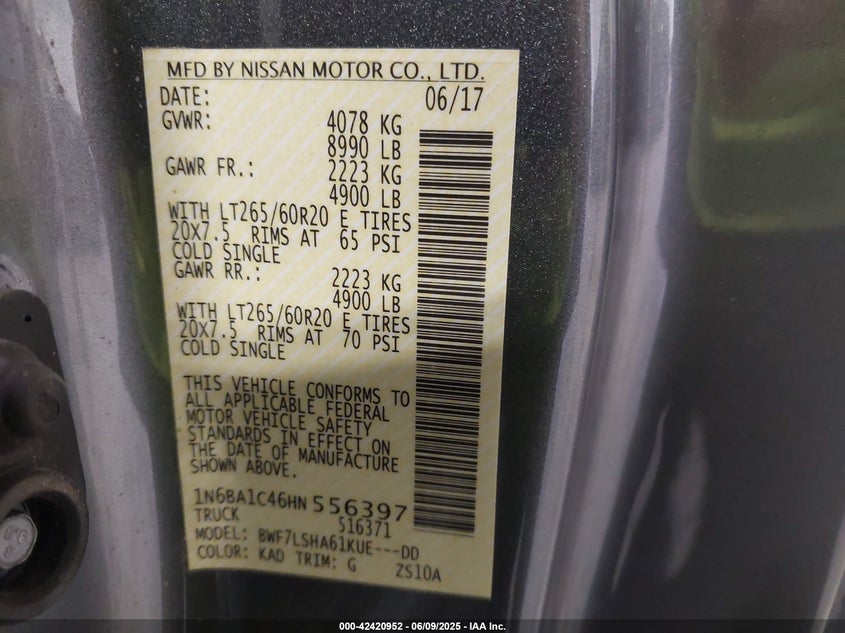 MFD BY NISSAN MOTOR CO., LTD.
DATE: 06/17
GVWR: 4078 KG
8990 LB
GAWR FR.: 2223 KG
4900 LB
WITH LT265/60R20 E TIRES
20X7.5 RIMS AT 65 PSI
COLD SINGLE
GAWR RR.: 2223 KG
4900 LB
WITH LT265/60R20 E TIRES
20X7.5 RIMS AT 70 PSI
COLD SINGLE
THIS VEHICLE CONFORMS TO
ALL APPLICABLE FEDERAL
MOTOR VEHICLE SAFETY
STANDARDS IN EFFECT ON
THE DATE OF MANUFACTURE
SHOWN ABOVE.
1N6BA1C46HN 556397
TRUCK 516371
MODEL: BWF7LSHA61KUE---DD
COLOR: KAD TRIM: G ZS10A
000-42420952 - 06/09/2025 - IAA Inc.